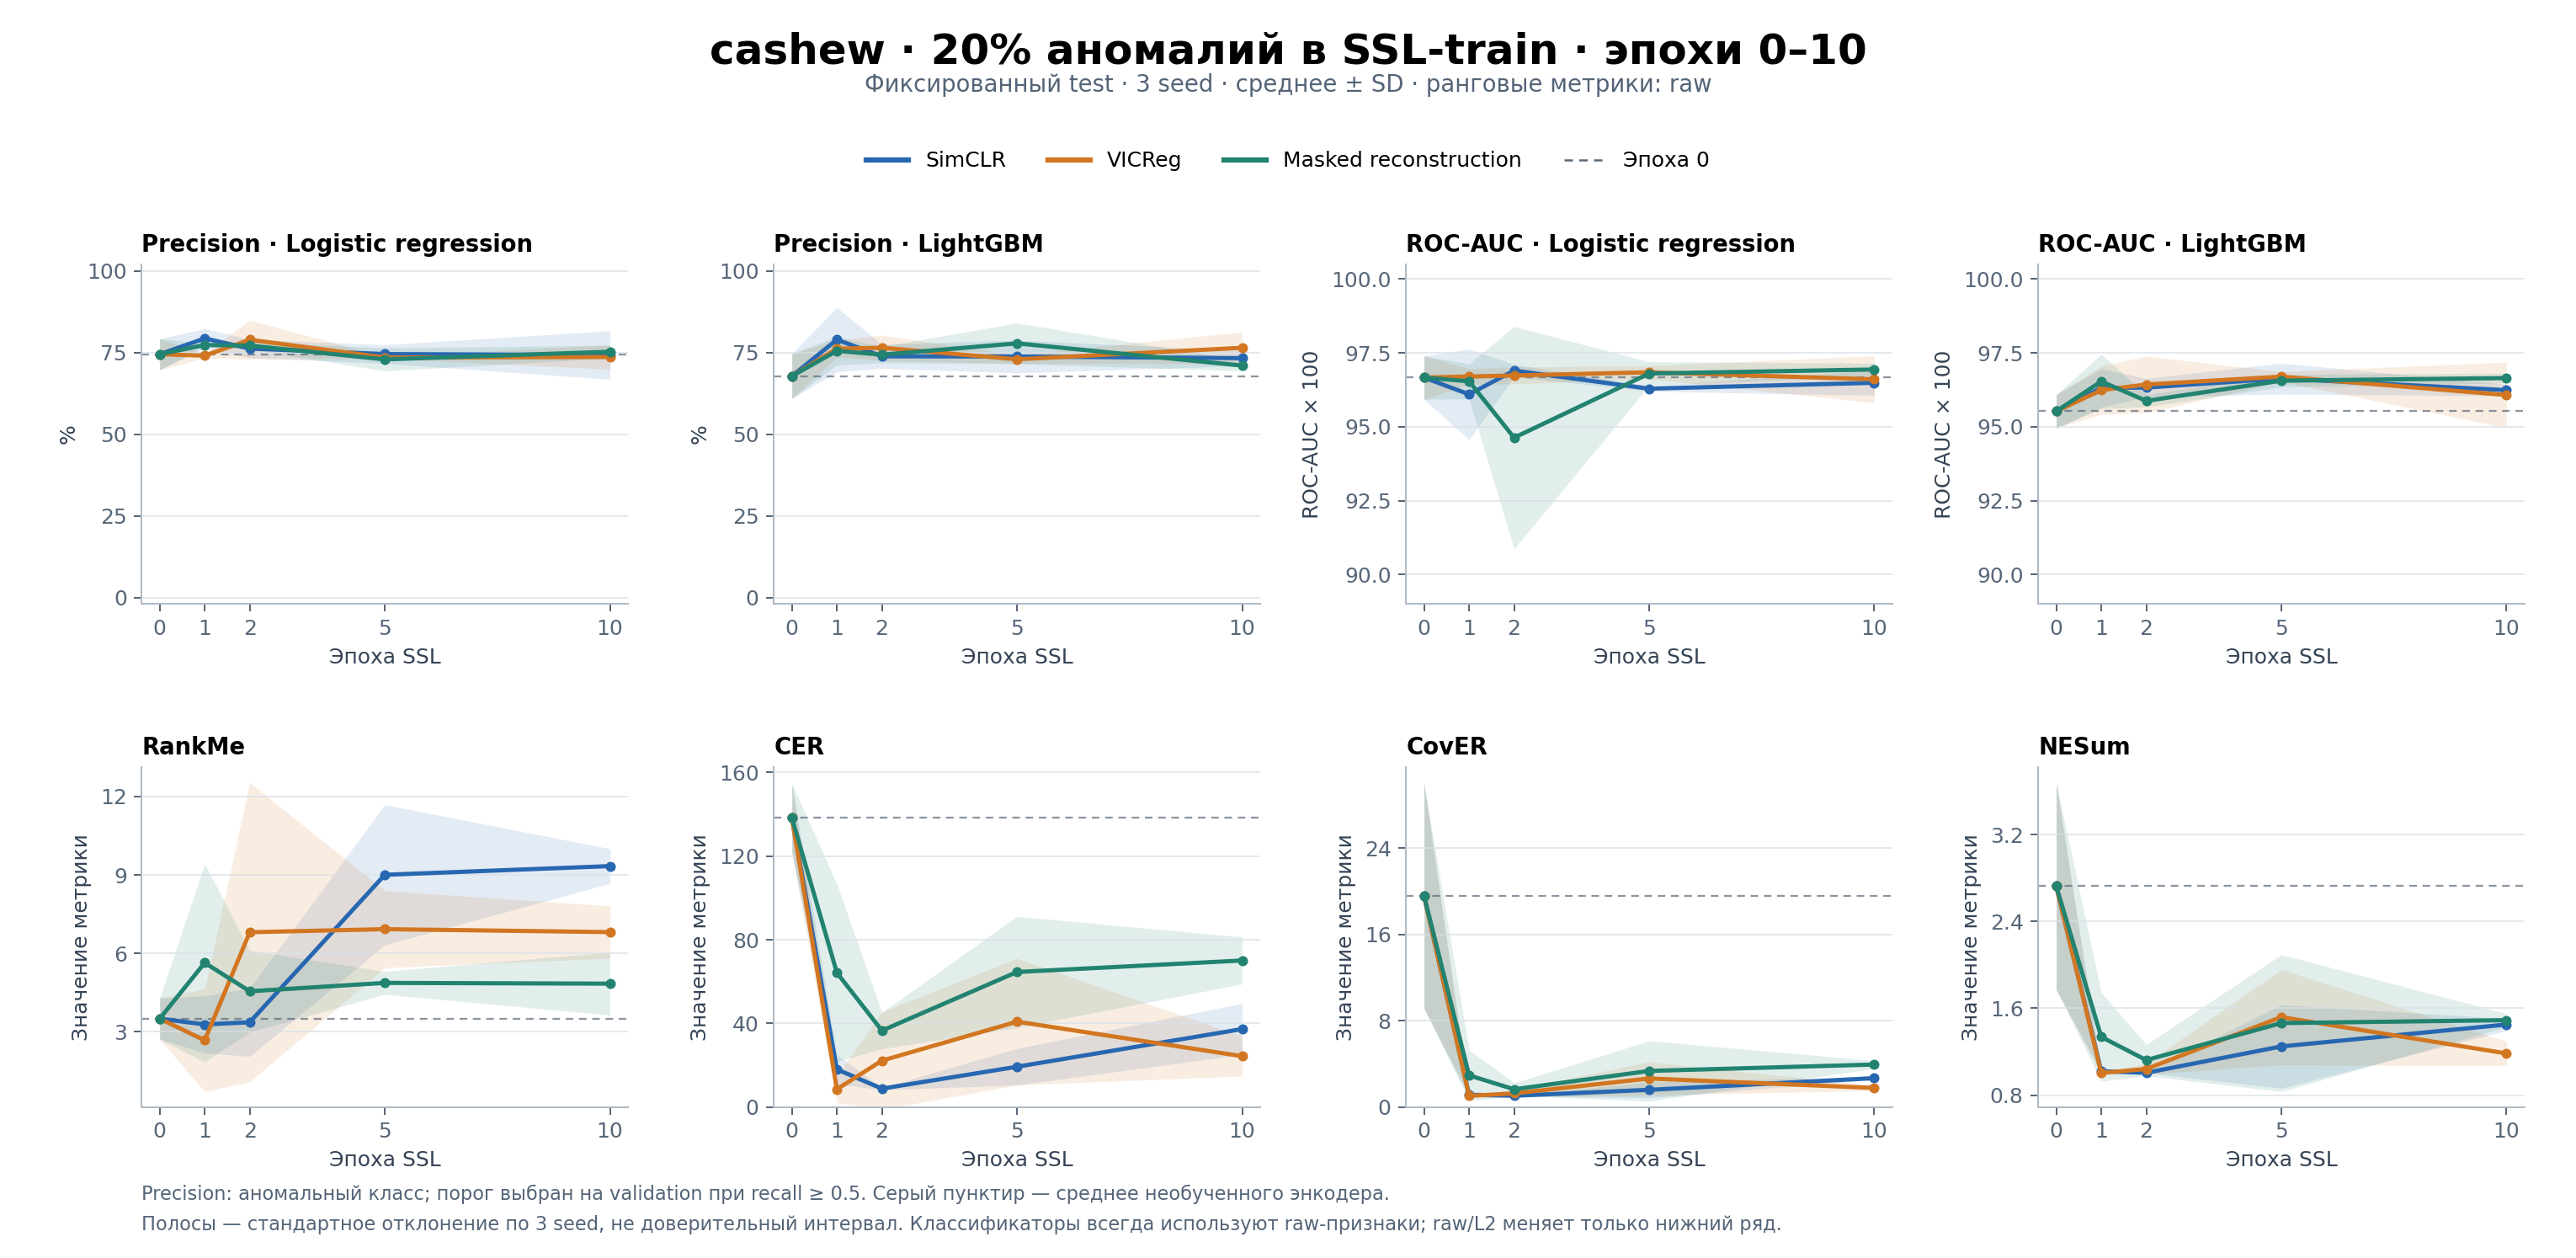 cashew · 20% аномалий в SSL-train · эпохи 0–10
Фиксированный test · 3 seed · среднее ± SD · ранговые метрики: raw
SimCLR VICReg Masked reconstruction Эпоха 0
Precision · Logistic regression
100
75
50
25
0
%
0 1 2 5 10
Эпоха SSL
Precision · LightGBM
100
75
50
25
0
%
0 1 2 5 10
Эпоха SSL
ROC-AUC · Logistic regression
100.0
97.5
95.0
92.5
90.0
ROC-AUC × 100
0 1 2 5 10
Эпоха SSL
ROC-AUC · LightGBM
100.0
97.5
95.0
92.5
90.0
ROC-AUC × 100
0 1 2 5 10
Эпоха SSL
RankMe
12
9
6
3
Значение метрики
0 1 2 5 10
Эпоха SSL
CER
160
120
80
40
0
Значение метрики
0 1 2 5 10
Эпоха SSL
CovER
24
16
8
0
Значение метрики
0 1 2 5 10
Эпоха SSL
NESum
3.2
2.4
1.6
0.8
Значение метрики
0 1 2 5 10
Эпоха SSL
Precision: аномальный класс; порог выбран на validation при recall ≥ 0.5. Серый пунктир — среднее необученного энкодера.
Полосы — стандартное отклонение по 3 seed, не доверительный интервал. Классификаторы всегда используют raw-признаки; raw/L2 меняет только нижний ряд.